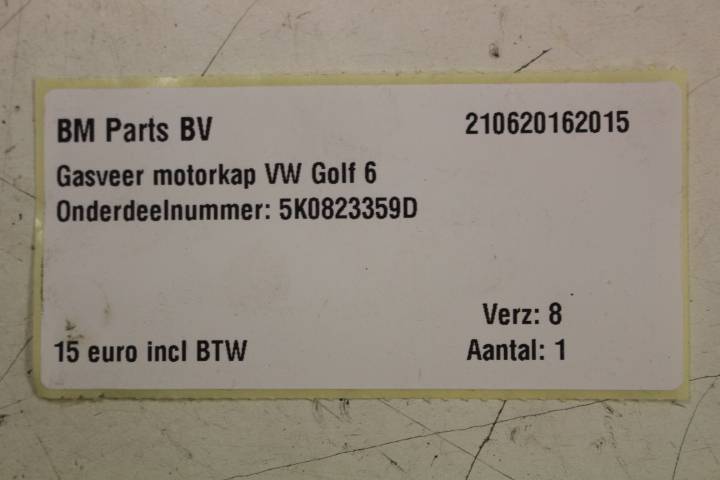 BM Parts BV 210620162015
Gasveer motorkap VW Golf 6
Onderdeelnummer: 5K0823359D
Verz: 8
15 euro incl BTW Aantal: 1